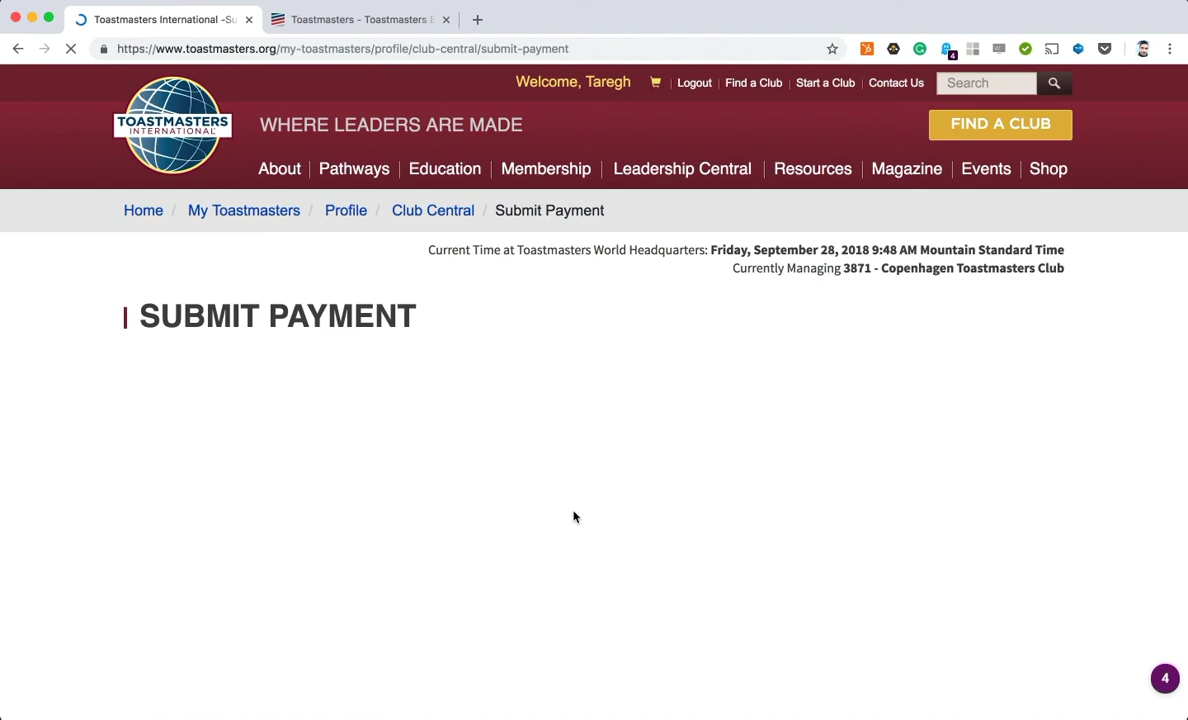 Toastmasters International -Su
Toastmasters - Toastmasters E
https://www.toastmasters.org/my-toastmasters/profile/club-central/submit-payment
4
Welcome, Taregh
Logout
Find a Club
Start a Club
Contact Us
Search
TOASTMASTERS
INTERNATIONAL
WHERE LEADERS ARE MADE
FIND A CLUB
About
Pathways
Education
Membership
Leadership Central
Resources
Magazine
Events
Shop
Home / My Toastmasters / Profile / Club Central / Submit Payment
Current Time at Toastmasters World Headquarters: Friday, September 28, 2018 9:48 AM Mountain Standard Time
Currently Managing 3871 - Copenhagen Toastmasters Club
SUBMIT PAYMENT
4